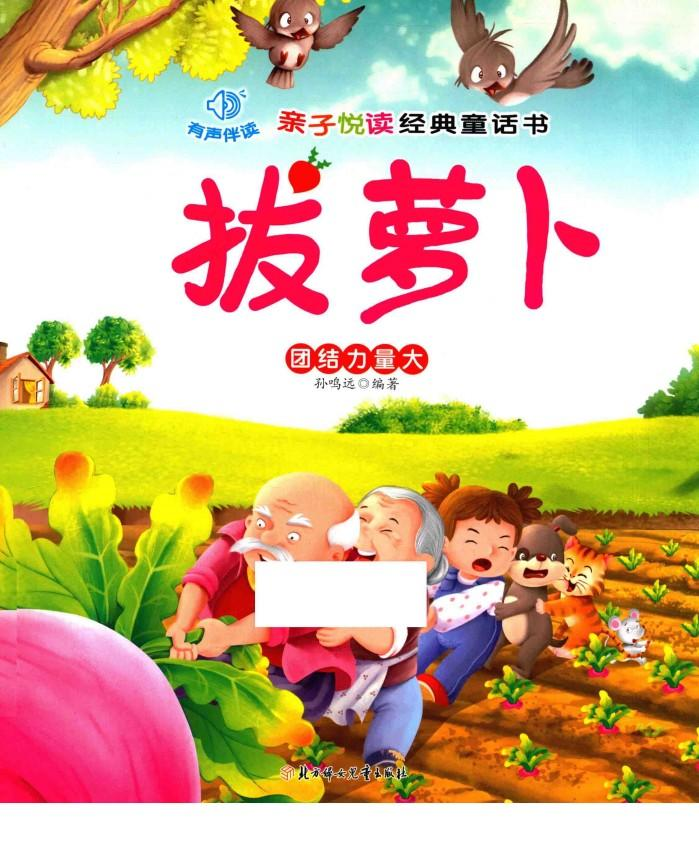 有声伴读
亲子悦读经典童话书
拔萝卜
团结力量大
孙鸣远◎编著
北方妇女儿童出版社